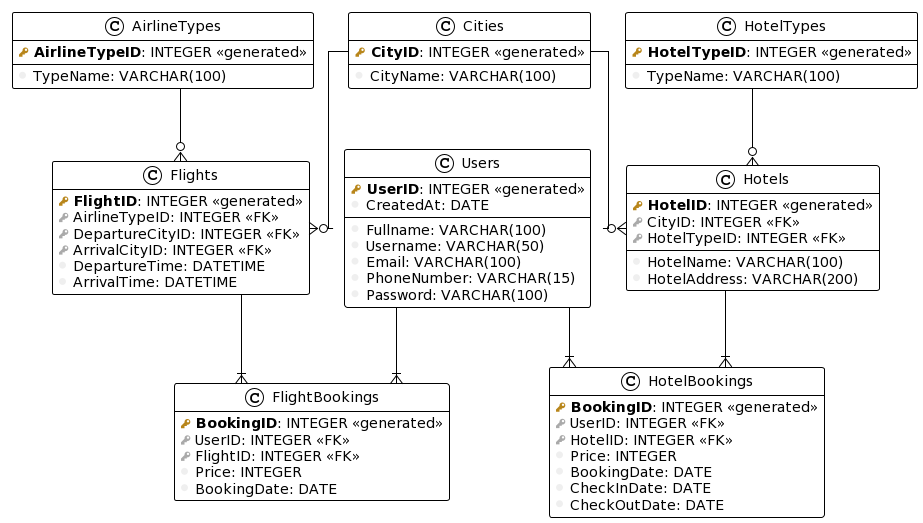 C AirlineTypes
AirlineTypeID: INTEGER «generated»
TypeName: VARCHAR(100)
C Cities
CityID: INTEGER «generated»
CityName: VARCHAR(100)
C HotelTypes
HotelTypeID: INTEGER «generated»
TypeName: VARCHAR(100)
C Flights
FlightID: INTEGER «generated»
AirlineTypeID: INTEGER «FK»
DepartureCityID: INTEGER «FK»
ArrivalCityID: INTEGER «FK»
DepartureTime: DATETIME
ArrivalTime: DATETIME
C Users
UserID: INTEGER «generated»
CreatedAt: DATE
Fullname: VARCHAR(100)
Username: VARCHAR(50)
Email: VARCHAR(100)
PhoneNumber: VARCHAR(15)
Password: VARCHAR(100)
C Hotels
HotelID: INTEGER «generated»
CityID: INTEGER «FK»
HotelTypeID: INTEGER «FK»
HotelName: VARCHAR(100)
HotelAddress: VARCHAR(200)
C FlightBookings
BookingID: INTEGER «generated»
UserID: INTEGER «FK»
FlightID: INTEGER «FK»
Price: INTEGER
BookingDate: DATE
C HotelBookings
BookingID: INTEGER «generated»
UserID: INTEGER «FK»
HotelID: INTEGER «FK»
Price: INTEGER
BookingDate: DATE
CheckInDate: DATE
CheckOutDate: DATE